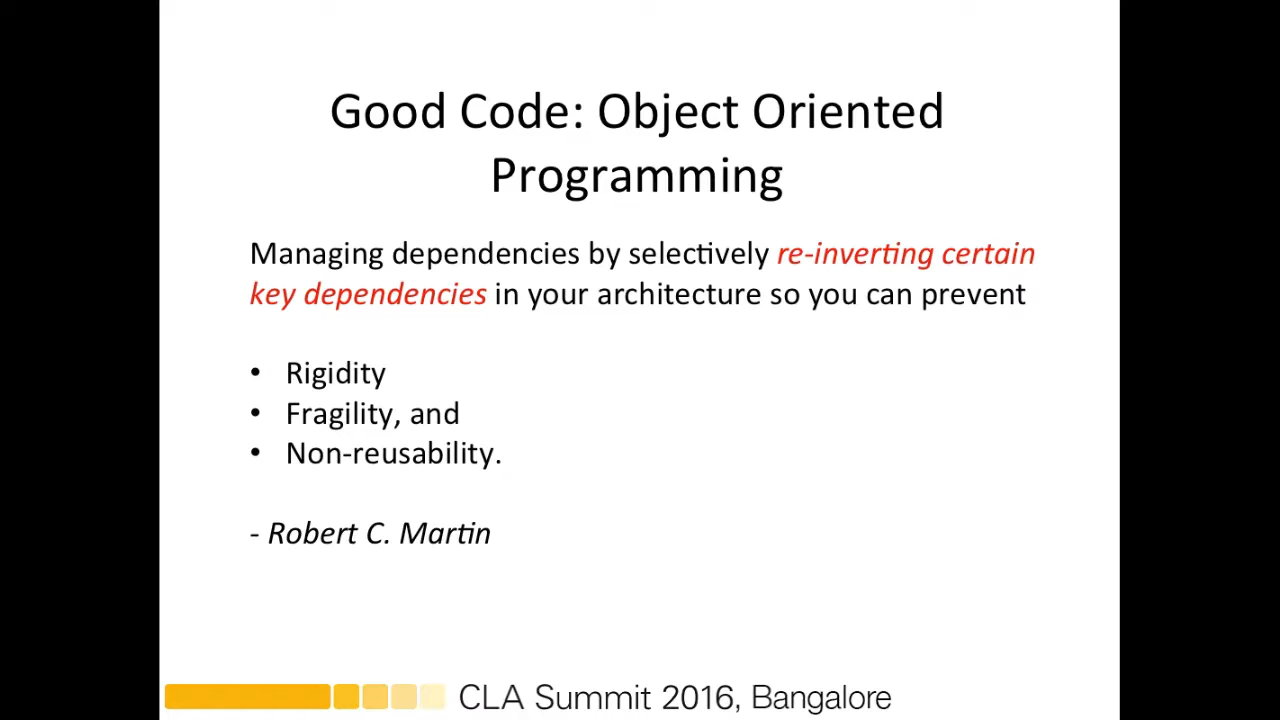 Good Code: Object Oriented
Programming
Managing dependencies by selectively re-inverting certain
key dependencies in your architecture so you can prevent
• Rigidity
• Fragility, and
• Non-reusability.
- Robert C. Martin
CLA Summit 2016, Bangalore